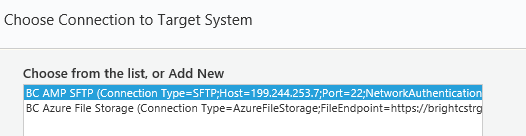 Choose Connection to Target System
Choose from the list, or Add New
BC AMP SFTP (Connection Type=SFTP;Host=199.244.253.7;Port=22;NetworkAuthentication
BC Azure File Storage (Connection Type=AzureFileStorage;FileEndpoint=https://brightcstrg